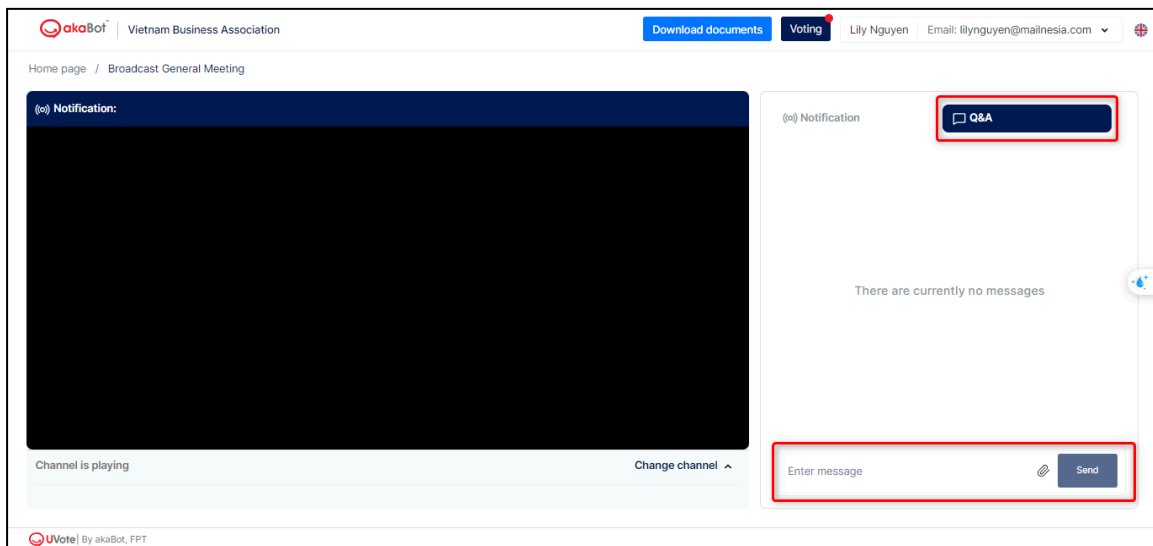 akaBot Vietnam Business Association Download documents Voting Lily Nguyen Email: lilynguyen@mailnesia.com
Home page / Broadcast General Meeting
Notification:
Notification Q&A
There are currently no messages
Channel is playing Change channel
Enter message Send
UVote | By akaBot, FPT